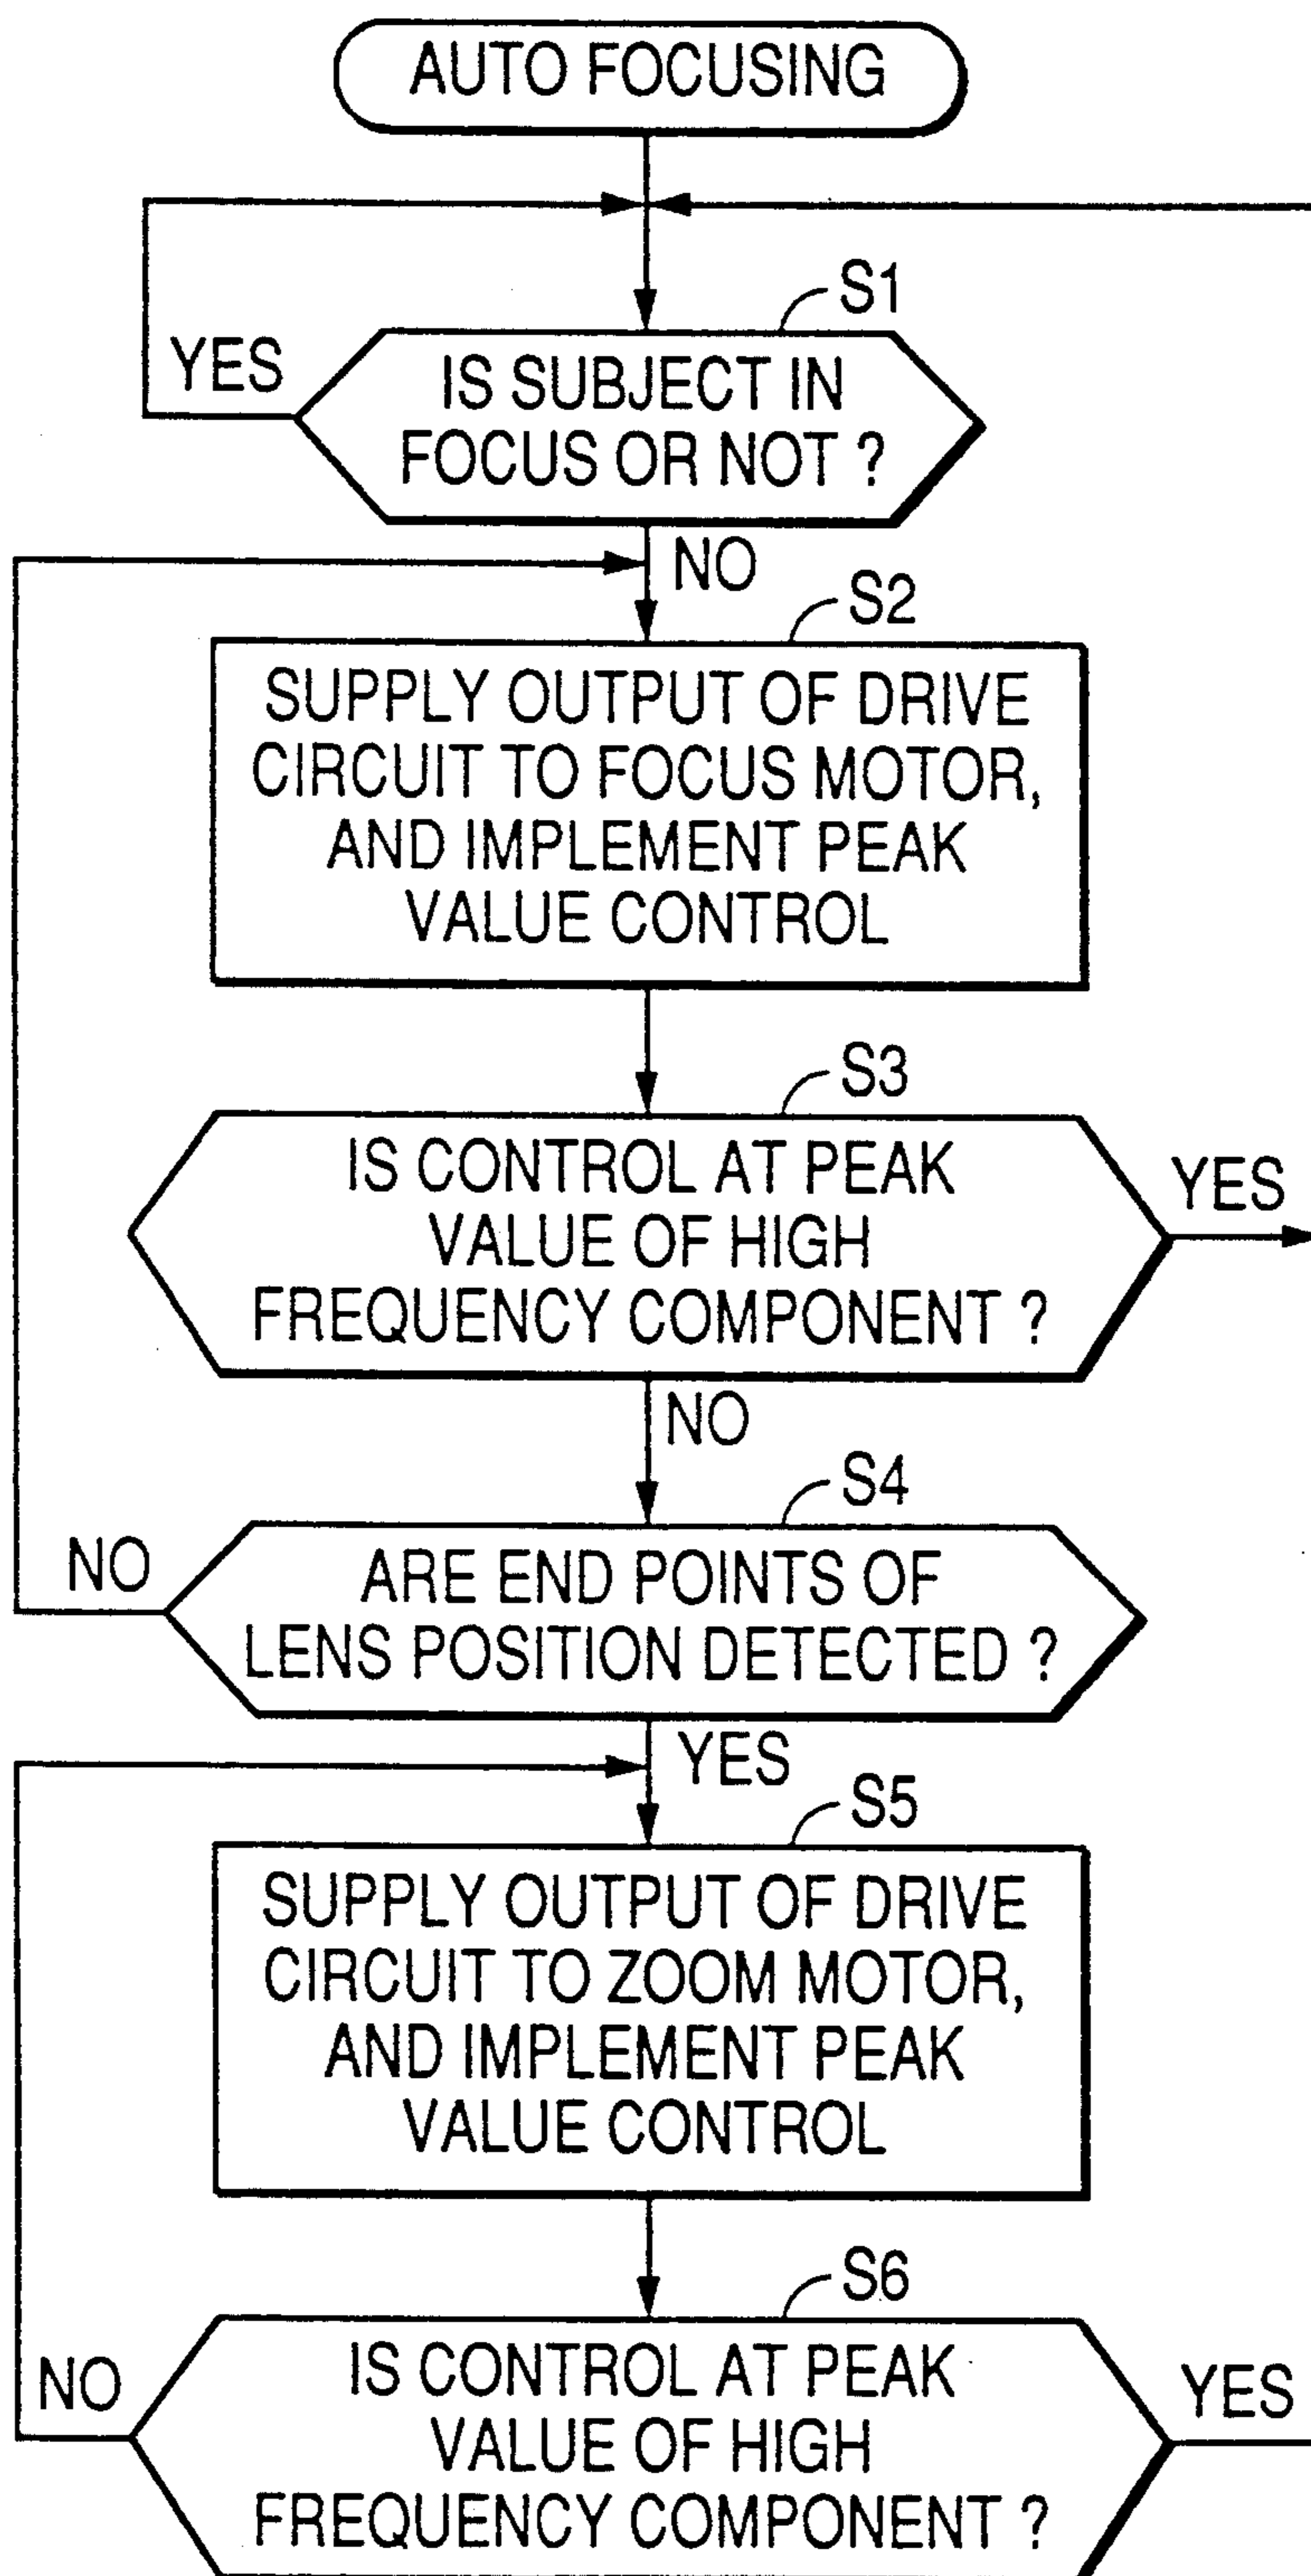 AUTO FOCUSING
S1
YES
IS SUBJECT IN
FOCUS OR NOT ?
NO
S2
SUPPLY OUTPUT OF DRIVE
CIRCUIT TO FOCUS MOTOR,
AND IMPLEMENT PEAK
VALUE CONTROL
S3
IS CONTROL AT PEAK
VALUE OF HIGH
FREQUENCY COMPONENT ?
YES
NO
S4
NO
ARE END POINTS OF
LENS POSITION DETECTED ?
YES
S5
SUPPLY OUTPUT OF DRIVE
CIRCUIT TO ZOOM MOTOR,
AND IMPLEMENT PEAK
VALUE CONTROL
S6
NO
IS CONTROL AT PEAK
VALUE OF HIGH
FREQUENCY COMPONENT ?
YES